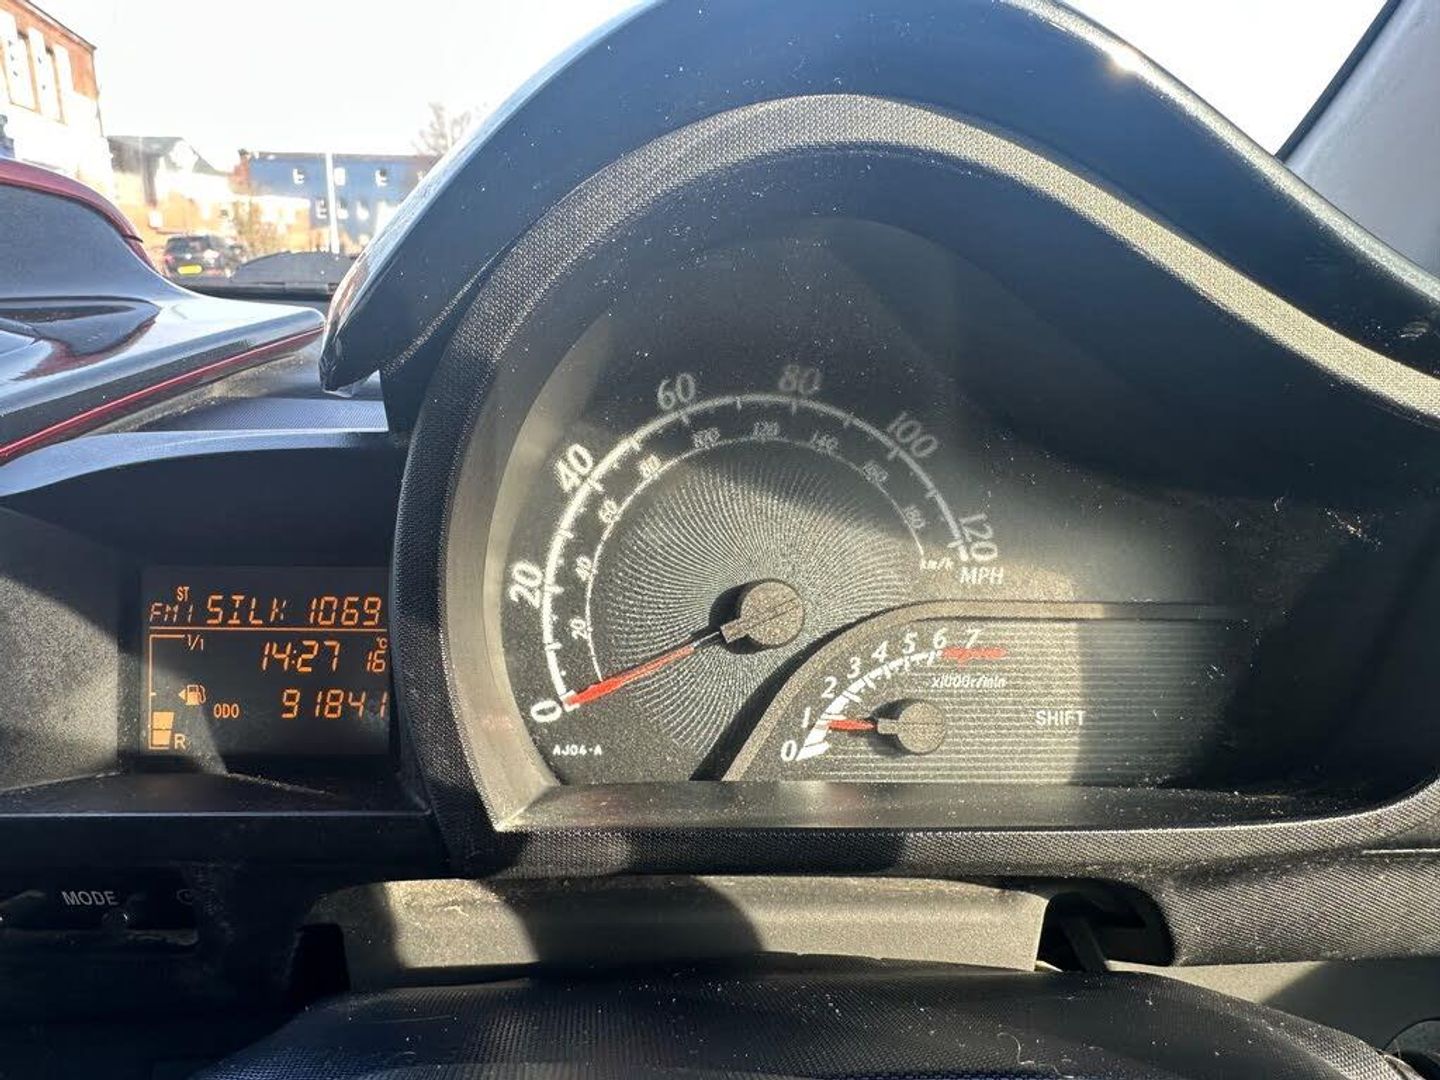 ST
FM1 SILK 1069
1/1
14:27 16 °C
ODO 91841
R
MODE
0 20 40 60 80 100 120
MPH
20 40 60 80 100 120 140 160 180
km/h
AJ04-A
0 1 2 3 4 5 6 7
x1000r/min
SHIFT